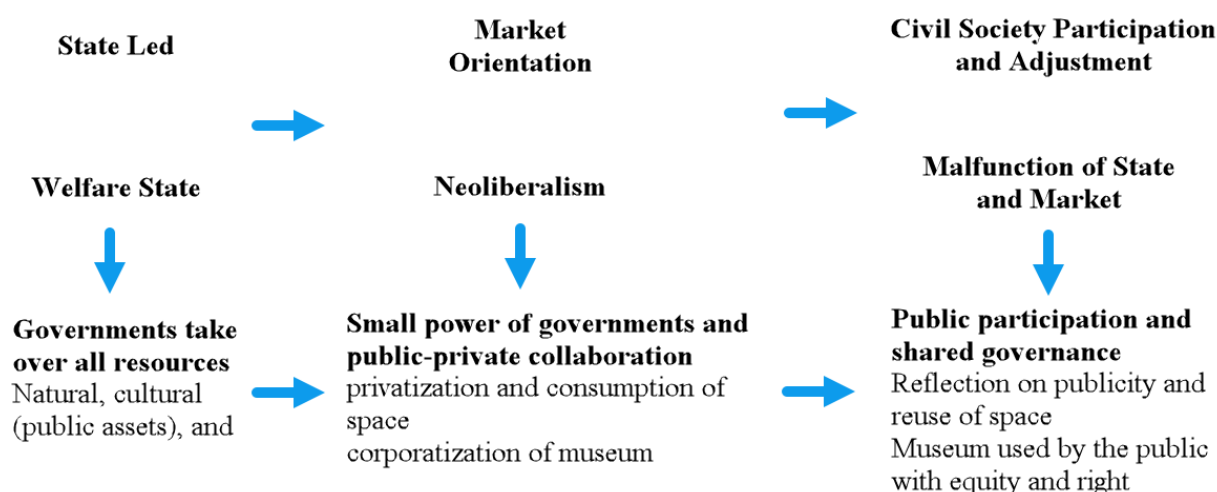 State Led
Market
Orientation
Civil Society Participation
and Adjustment
Welfare State
Neoliberalism
Malfunction of State
and Market
Governments take
over all resources
Natural, cultural
(public assets), and
Small power of governments and
public-private collaboration
privatization and consumption of
space
corporatization of museum
Public participation and
shared governance
Reflection on publicity and
reuse of space
Museum used by the public
with equity and right